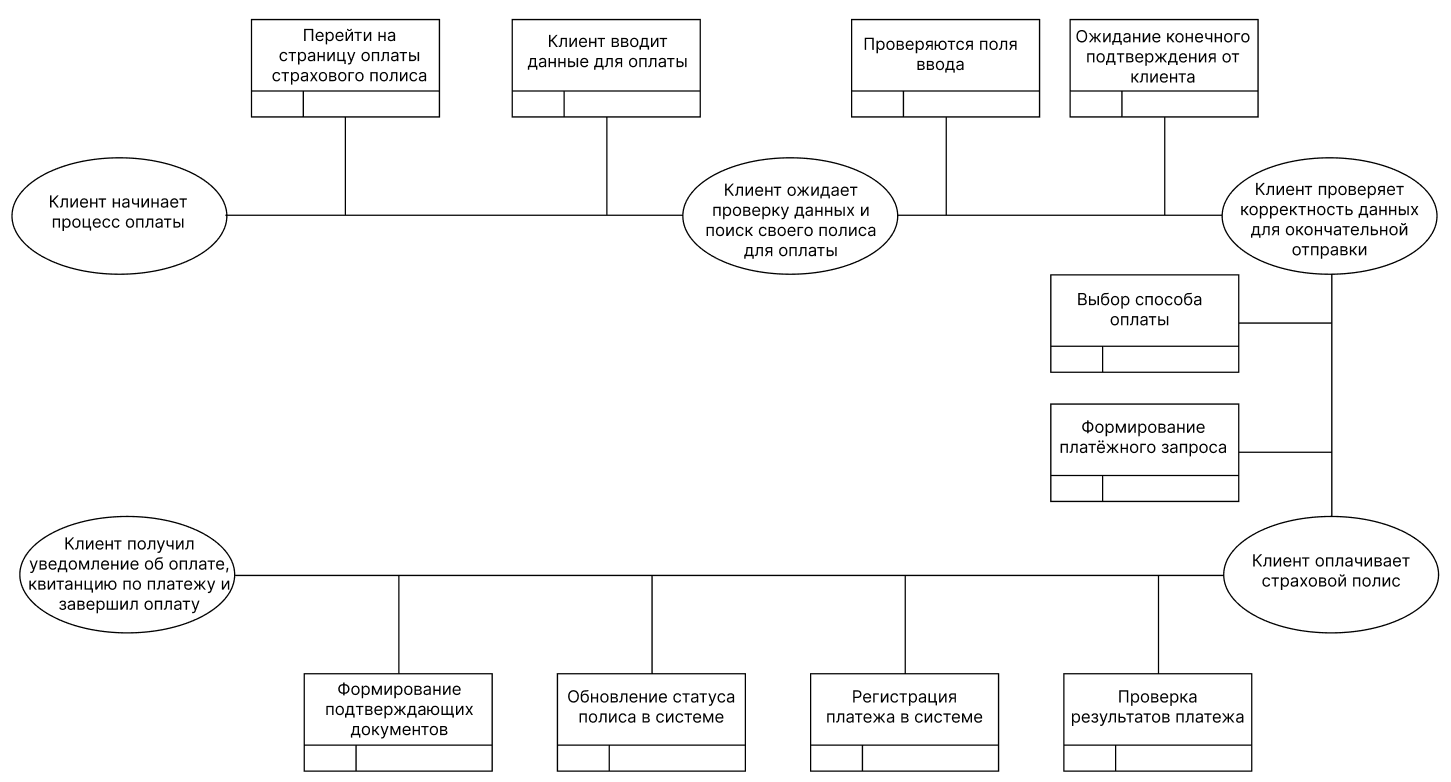 Перейти на
страницу оплаты
страхового полиса
Клиент вводит
данные для оплаты
Проверяются поля
ввода
Ожидание конечного
подтверждения от
клиента
Клиент начинает
процесс оплаты
Клиент ожидает
проверку данных и
поиск своего полиса
для оплаты
Клиент проверяет
корректность данных
для окончательной
отправки
Выбор способа
оплаты
Формирование
платёжного запроса
Клиент оплачивает
страховой полис
Клиент получил
уведомление об оплате,
квитанцию по платежу и
завершил оплату
Формирование
подтверждающих
документов
Обновление статуса
полиса в системе
Регистрация
платежа в системе
Проверка
результатов платежа